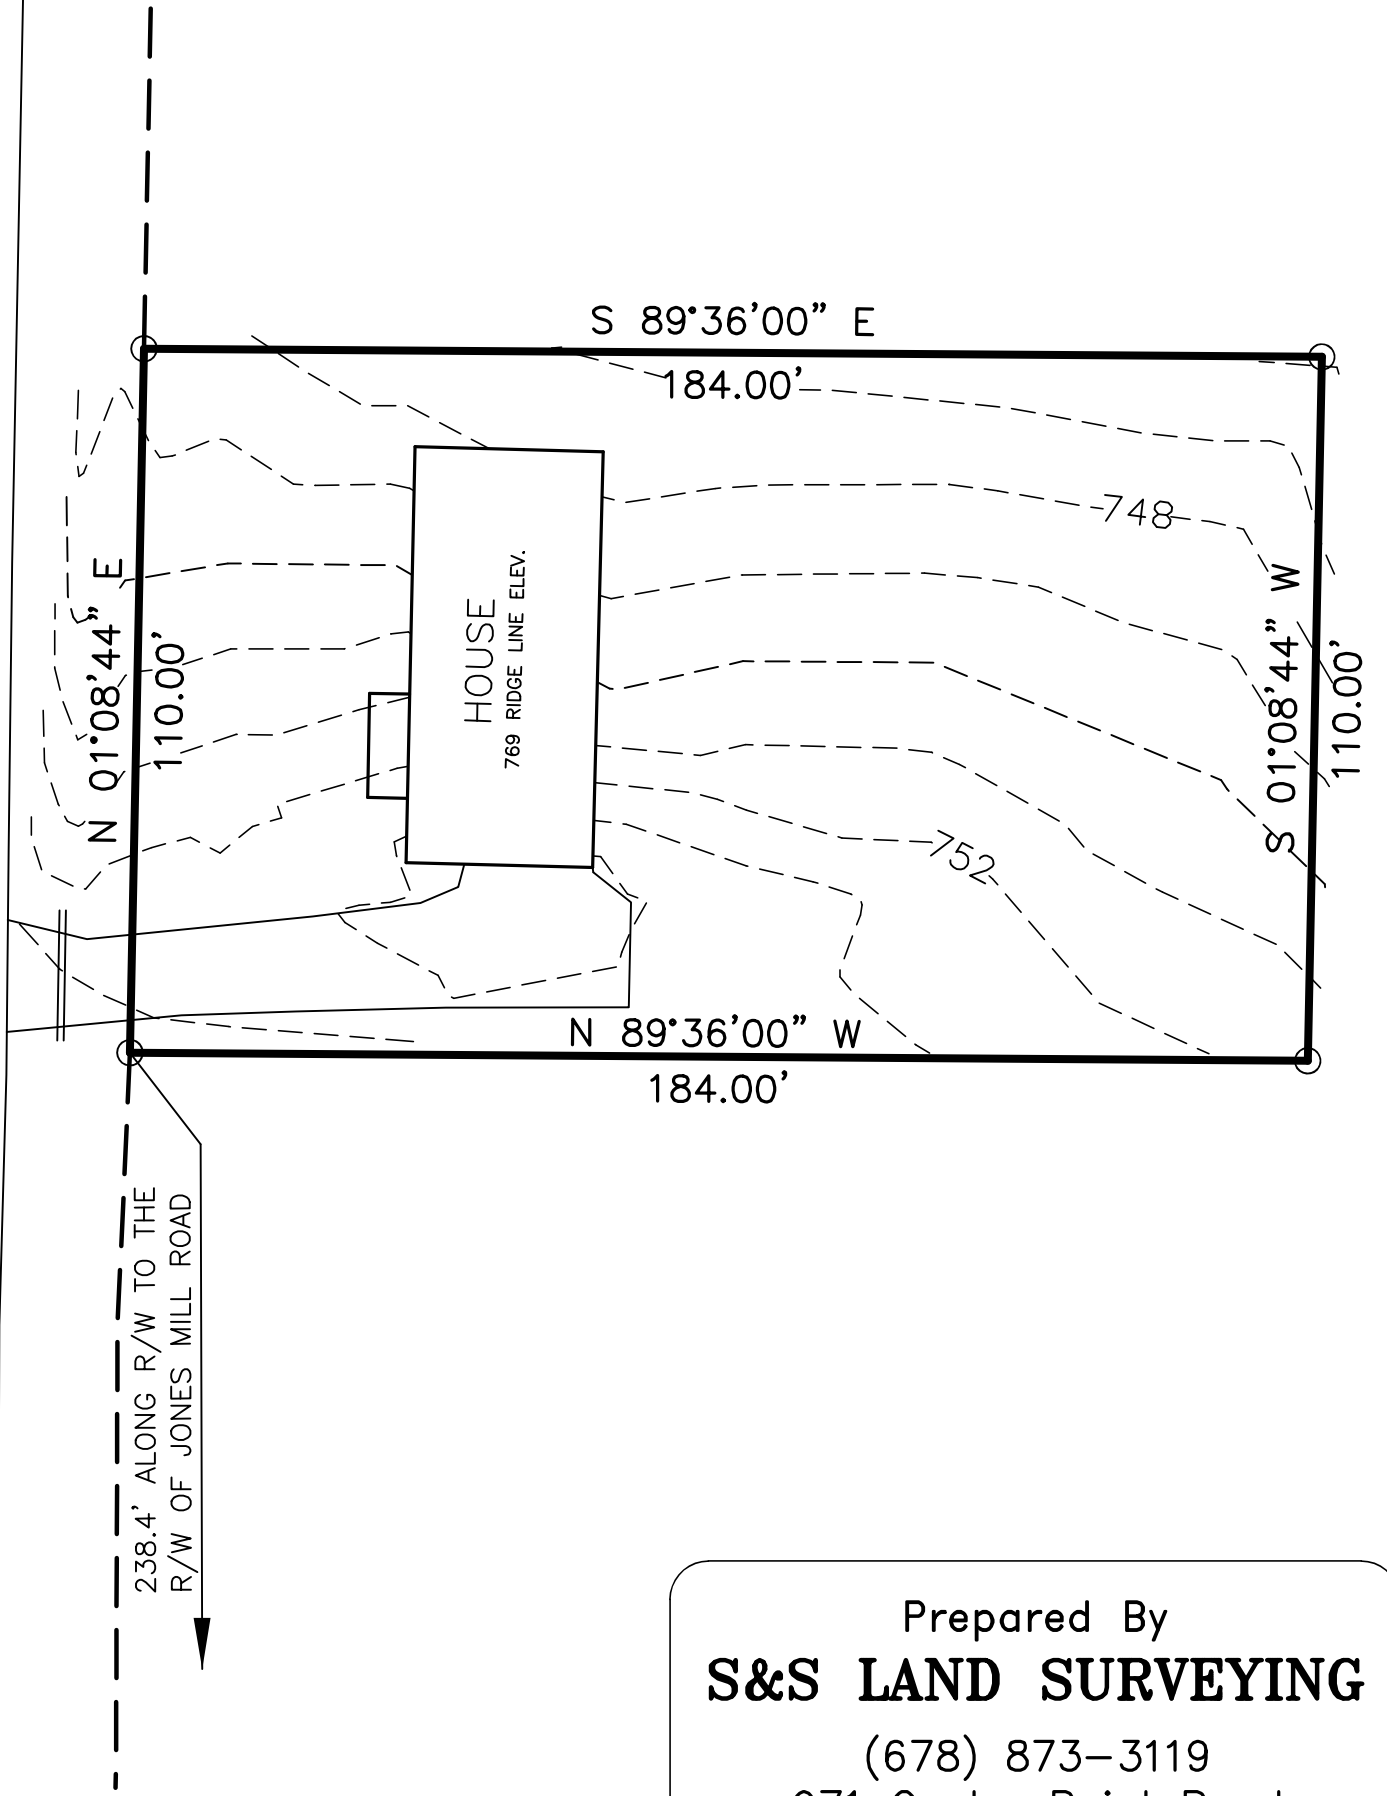 S 89°36'00" E
184.00'
748
N 01°08'44" E
110.00'
HOUSE
769 RIDGE LINE ELEV.
S 01°08'44" W
110.00'
752
N 89°36'00" W
184.00'
238.4' ALONG R/W TO THE
R/W OF JONES MILL ROAD
Prepared By
S&S LAND SURVEYING
(678) 873-3119